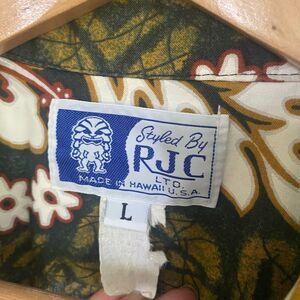 Styled By
RJC
LTD.
MADE IN HAWAII U.S.A.
L